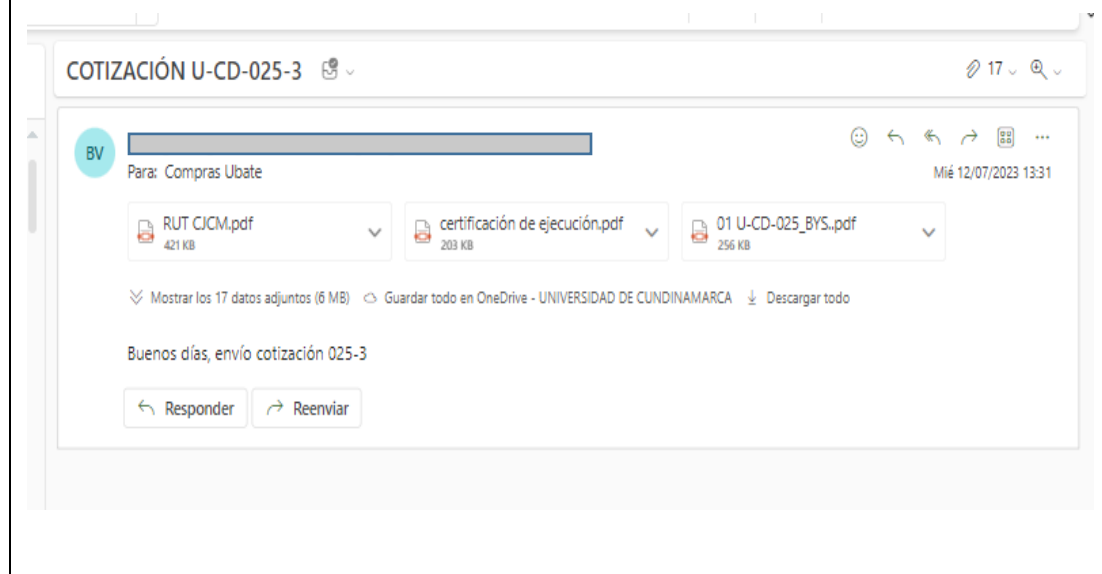 COTIZACIÓN U-CD-025-3
17
BV
Para: Compras Ubate
Mié 12/07/2023 13:31
RUT CJCM.pdf
421 KB
certificación de ejecución.pdf
203 KB
01 U-CD-025_BYS..pdf
256 KB
Mostrar los 17 datos adjuntos (6 MB) Guardar todo en OneDrive - UNIVERSIDAD DE CUNDINAMARCA Descargar todo
Buenos días, envío cotización 025-3
Responder Reenviar